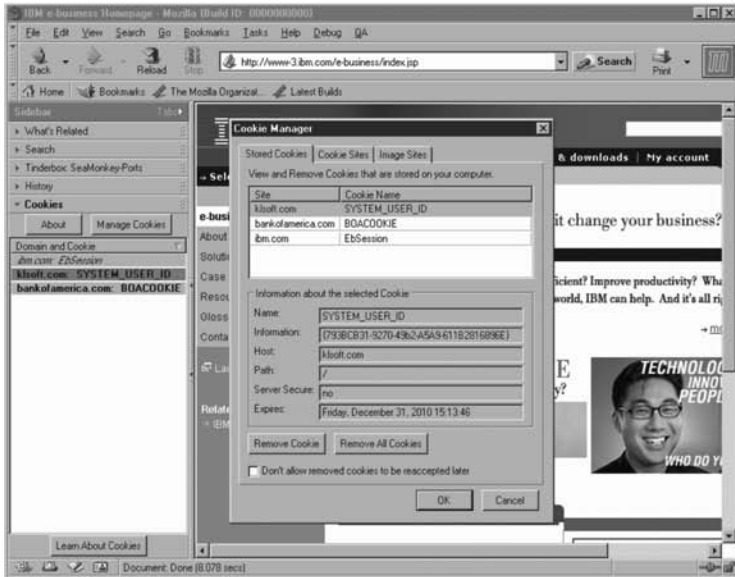 IBM e-business Homepage - Mozilla {Build ID: 0000000000}
File Edit View Search Go Bookmarks Tasks Help Debug QA
Back Forward Reload Stop http://www-3.ibm.com/e-business/index.jsp Search Print
Home Bookmarks The Mozilla Organizat... Latest Builds
Sidebar Tabs
What's Related
Search
Tinderbox: SeaMonkey-Ports
History
Cookies
About Manage Cookies
Domain and Cookie
ibm.com: EbSession
klsoft.com: SYSTEM_USER_ID
bankofamerica.com: BOACOOKIE
Learn About Cookies
& downloads | My account
e-busi
About
Soluti
Case
Resou
Gloss
Conta
Relate
IBM
it change your business?
icient? Improve productivity? Wha
world, IBM can help. And it's all ri
E
y?
TECHNOLOG
INNOV
PEOPL
WHO DO Y
Cookie Manager
Stored Cookies Cookie Sites Image Sites
View and Remove Cookies that are stored on your computer.
Site Cookie Name
klsoft.com SYSTEM_USER_ID
bankofamerica.com BOACOOKIE
ibm.com EbSession
Information about the selected Cookie
Name: SYSTEM_USER_ID
Information: {793BCB31-9270-49b2-A5A9-611B2816896E}
Host: klsoft.com
Path: /
Server Secure: no
Expires: Friday, December 31, 2010 15:13:46
Remove Cookie Remove All Cookies
Don't allow removed cookies to be reaccepted later
OK Cancel
Document: Done (8.078 secs)